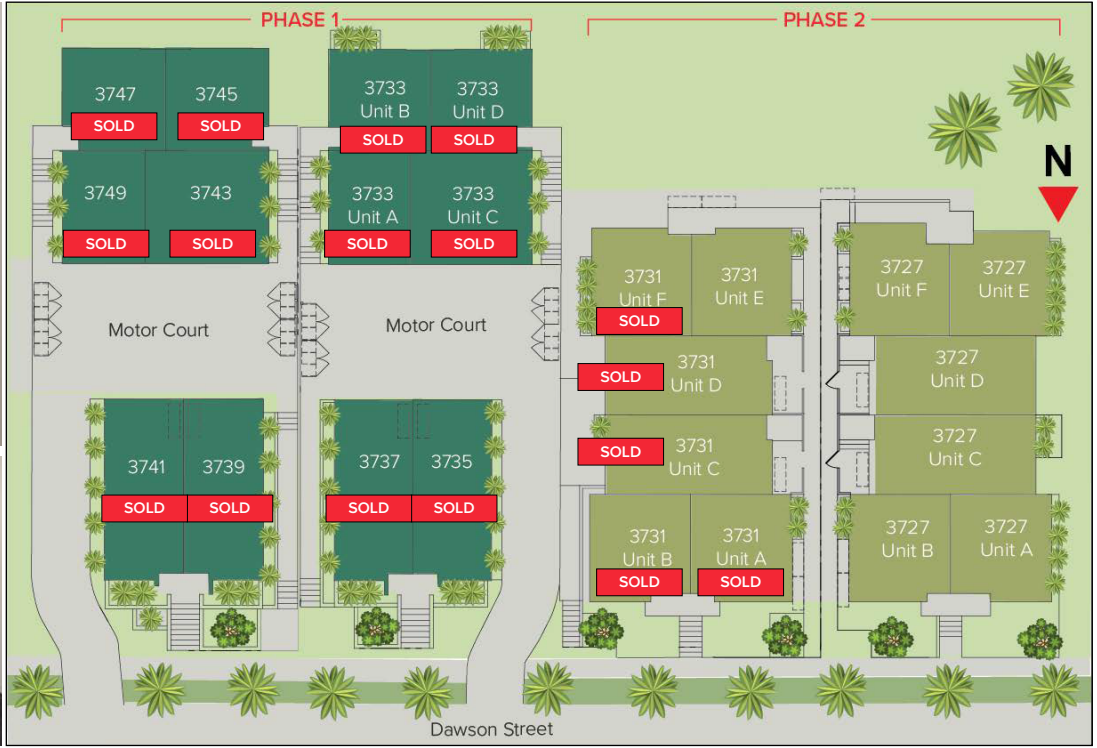 PHASE 1
PHASE 2
3747
SOLD
3745
SOLD
3733
Unit B
SOLD
3733
Unit D
SOLD
N
3749
SOLD
3743
SOLD
3733
Unit A
SOLD
3733
Unit C
SOLD
3731
Unit F
SOLD
3731
Unit E
3727
Unit F
3727
Unit E
Motor Court
Motor Court
SOLD
3731
Unit D
3727
Unit D
SOLD
3731
Unit C
3727
Unit C
3741
SOLD
3739
SOLD
3737
SOLD
3735
SOLD
3731
Unit B
SOLD
3731
Unit A
SOLD
3727
Unit B
3727
Unit A
Dawson Street